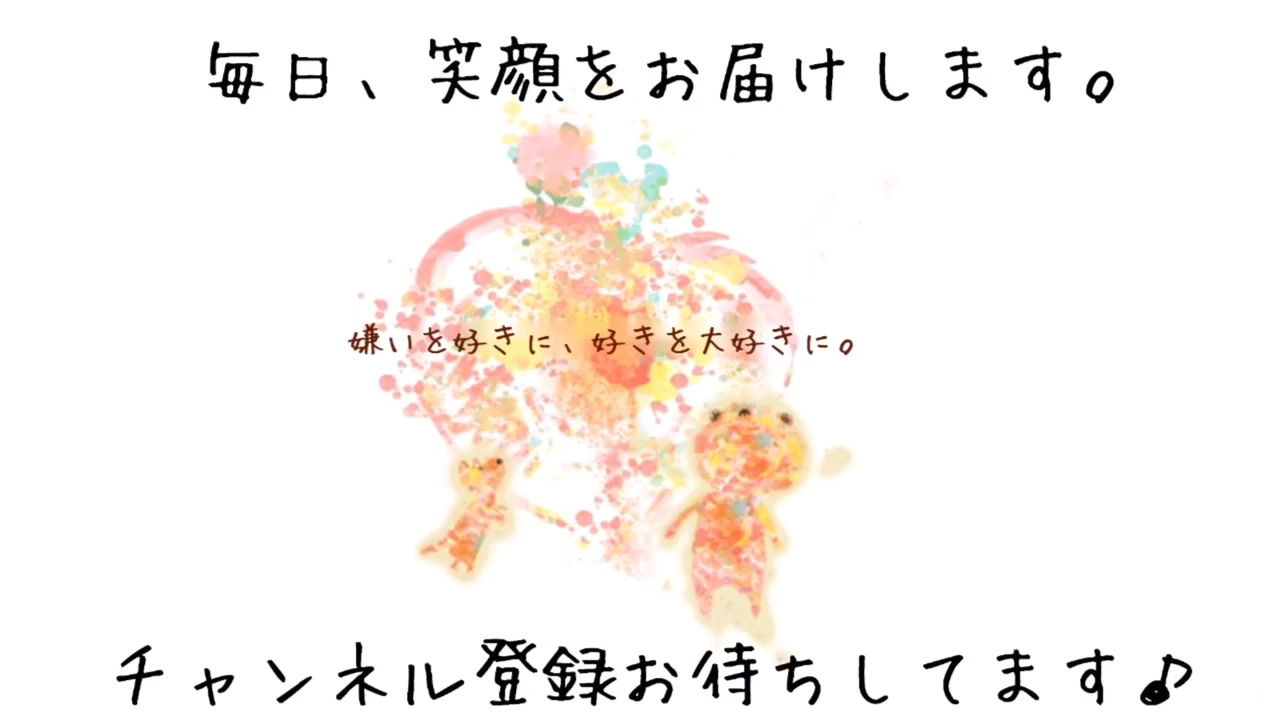 毎日、笑顔をお届けします。
嫌いを好きに、好きを大好きに。
チャンネル登録お待ちしてます♪